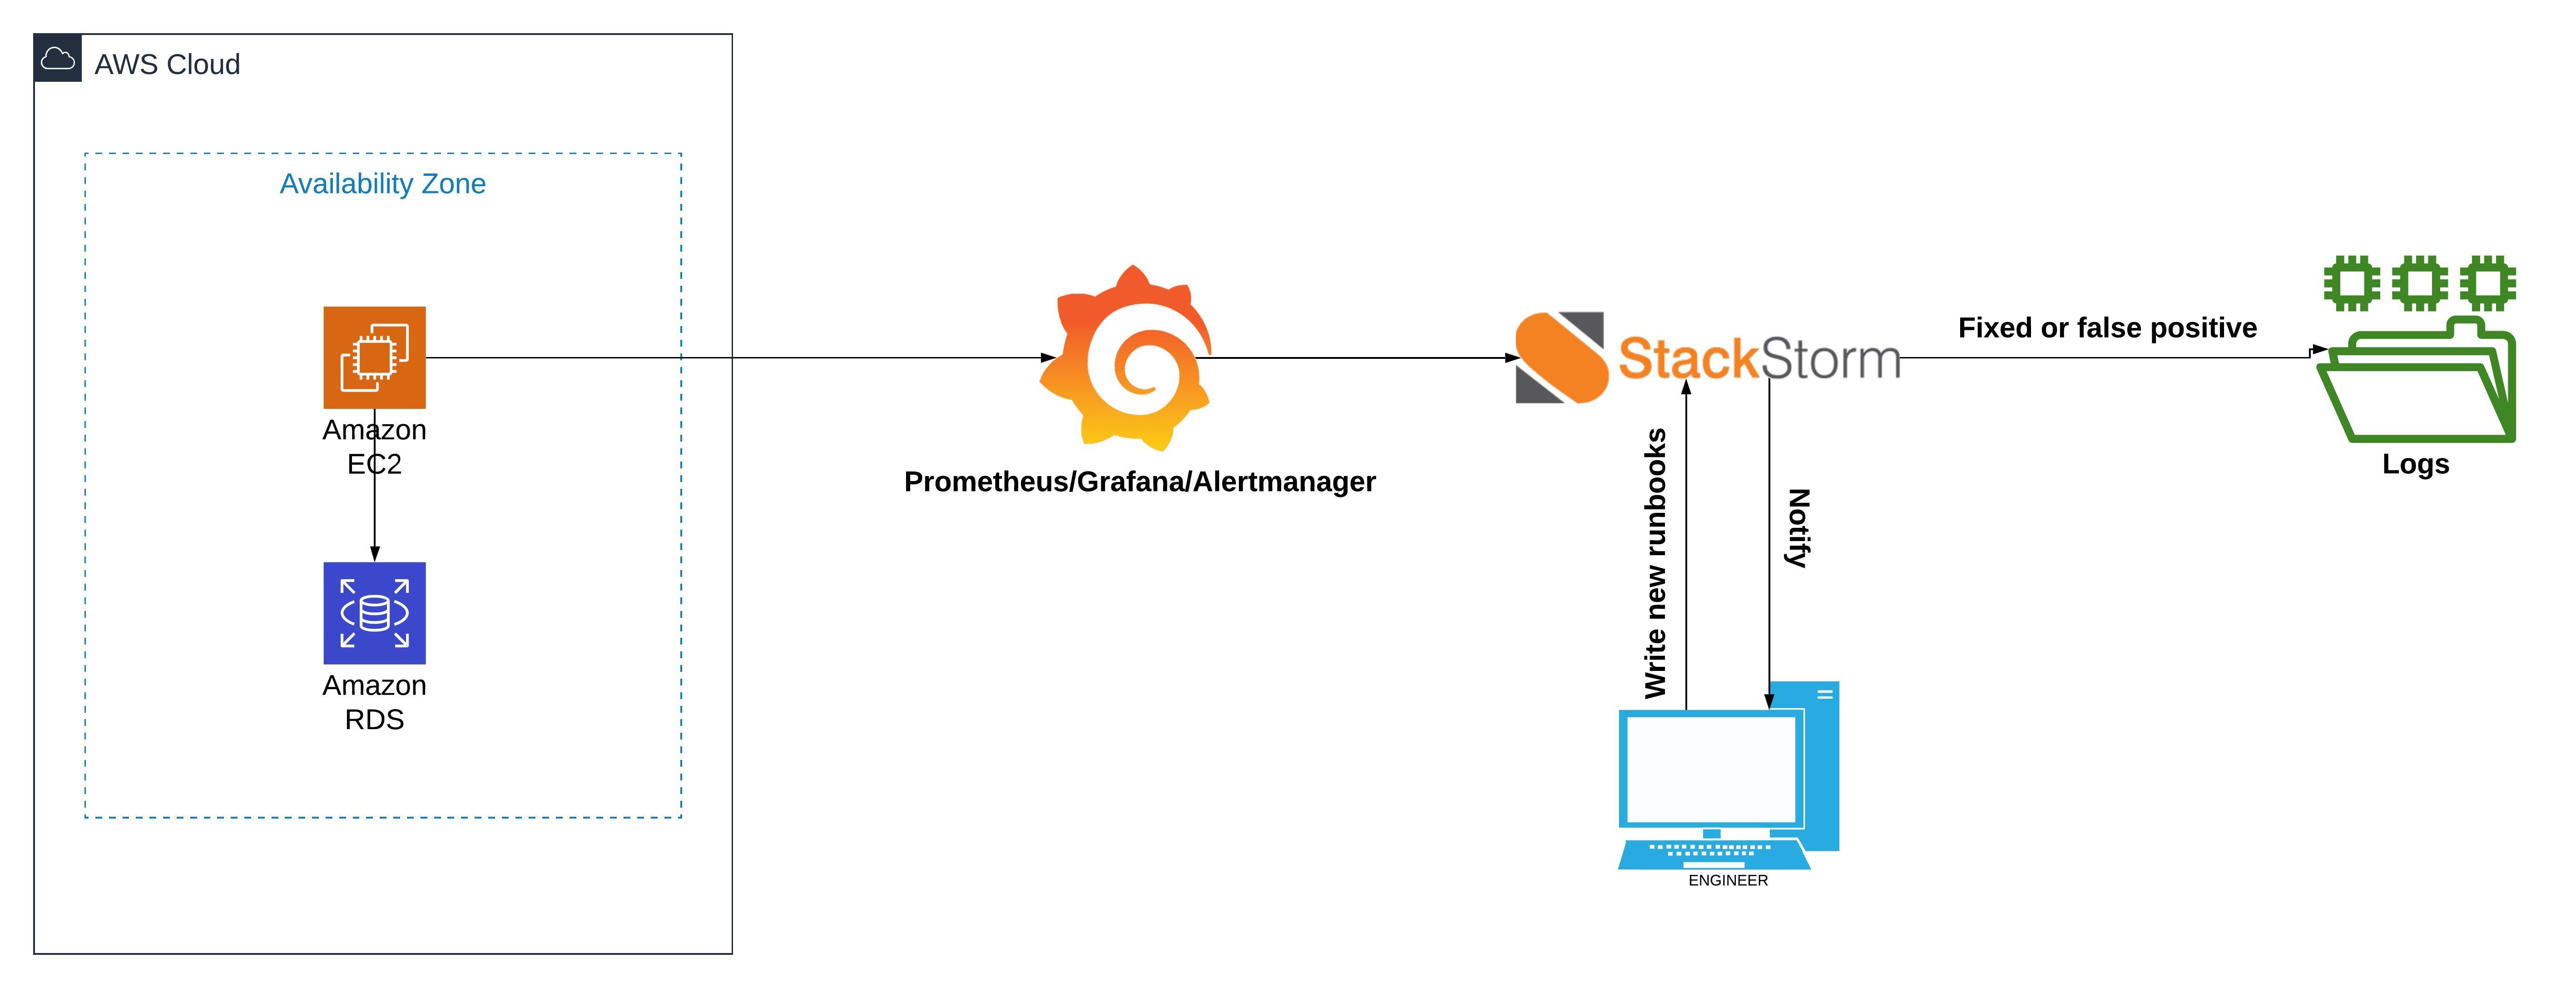 AWS Cloud
Availability Zone
Amazon
EC2
Amazon
RDS
Prometheus/Grafana/Alertmanager
StackStorm
Fixed or false positive
Logs
Write new runbooks
Notify
ENGINEER